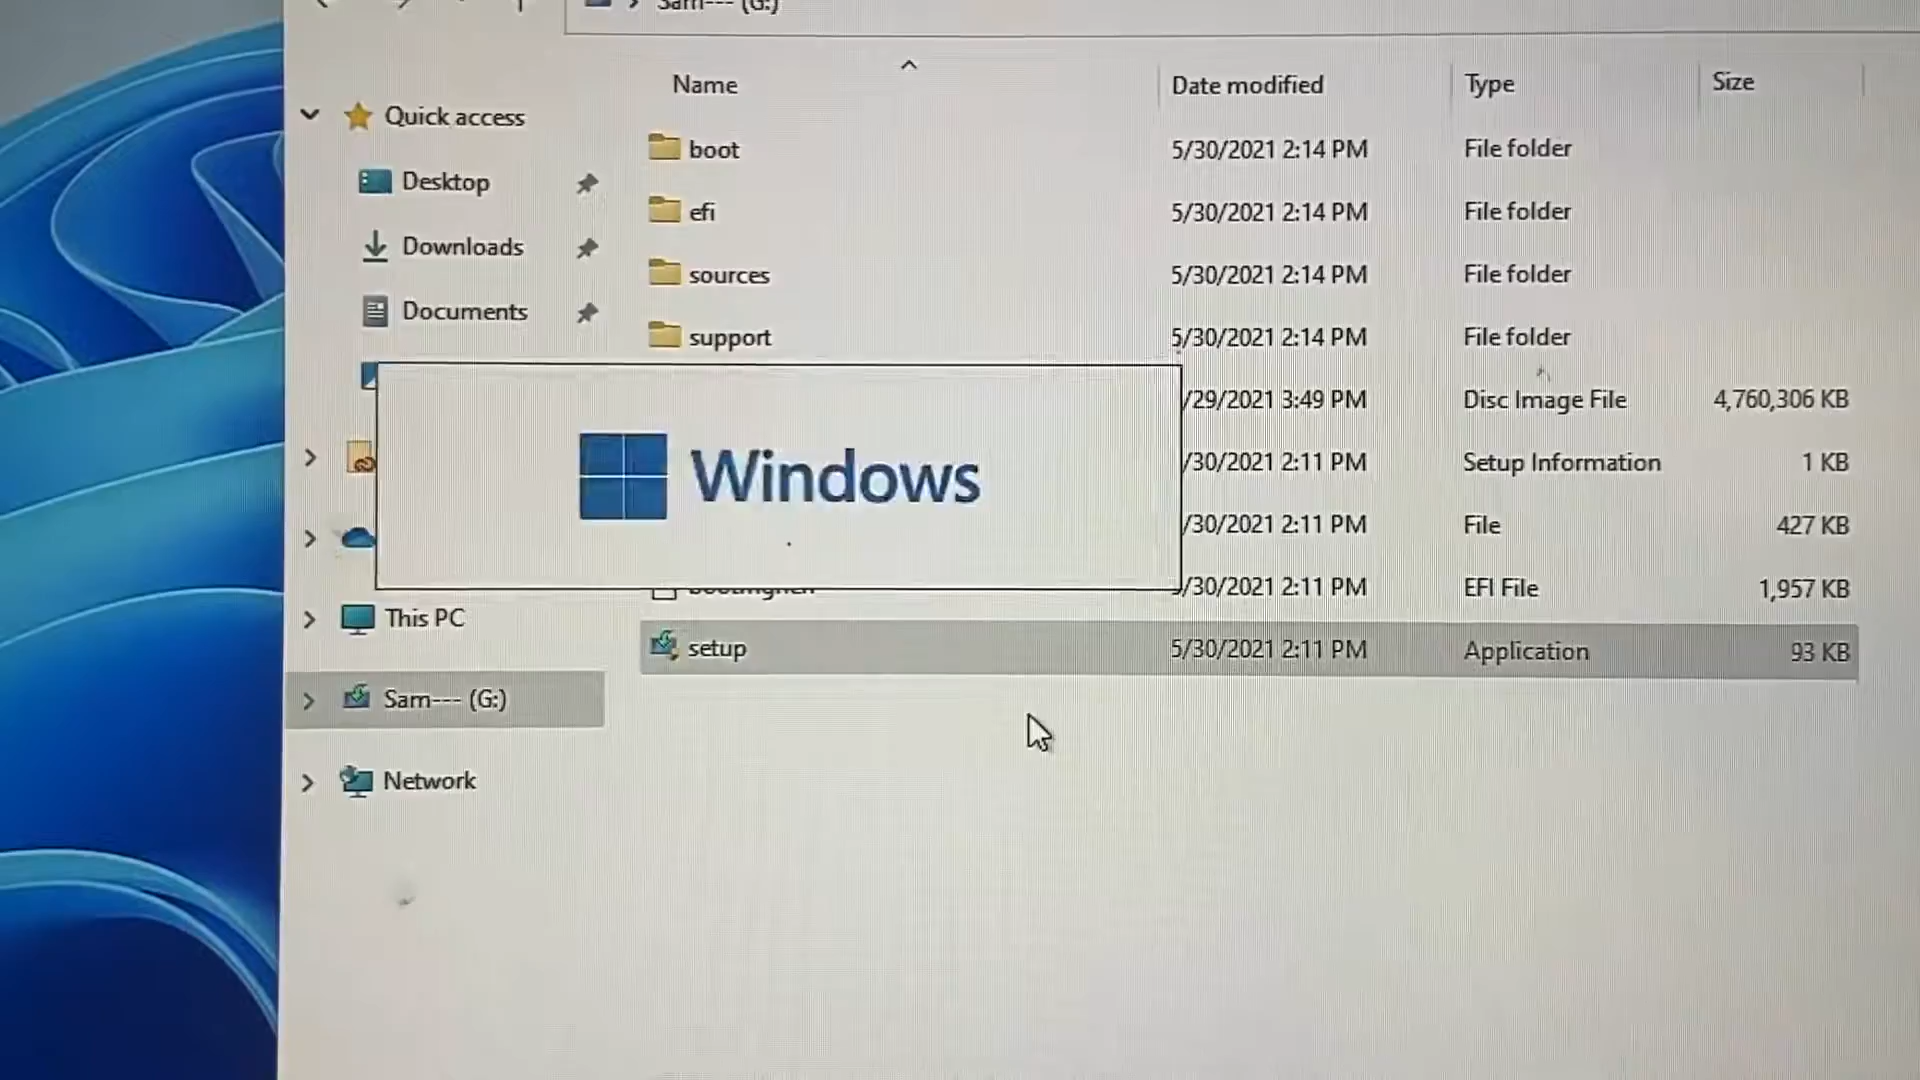 Sam--- (G:)
Name Date modified Type Size
Quick access
boot 5/30/2021 2:14 PM File folder
Desktop
efi 5/30/2021 2:14 PM File folder
Downloads
sources 5/30/2021 2:14 PM File folder
Documents
support 5/30/2021 2:14 PM File folder
/29/2021 3:49 PM Disc Image File 4,760,306 KB
/30/2021 2:11 PM Setup Information 1 KB
Windows
/30/2021 2:11 PM File 427 KB
/30/2021 2:11 PM EFI File 1,957 KB
This PC
setup 5/30/2021 2:11 PM Application 93 KB
Sam--- (G:)
Network